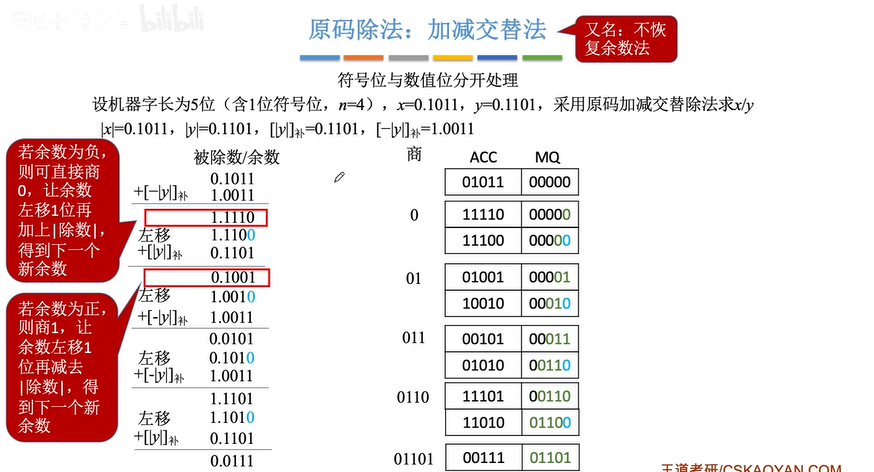 bilibili
原码除法：加减交替法
又名：不恢
复余数法
符号位与数值位分开处理
设机器字长为5位（含1位符号位，n=4），x=0.1011，y=0.1101，采用原码加减交替除法求x/y
|x|=0.1011，|y|=0.1101，[|y|]补=0.1101，[−|y|]补=1.0011
若余数为负，
则可直接商
0，让余数
左移1位再
加上|除数|，
得到下一个
新余数
若余数为正，
则商1，让
余数左移1
位再减去
|除数|，得
到下一个新
余数
被除数/余数
0.1011
+[−|y|]补 1.0011
1.1110
左移 1.1100
+[|y|]补 0.1101
0.1001
左移 1.0010
+[-|y|]补 1.0011
0.0101
左移 0.1010
+[-|y|]补 1.0011
1.1101
左移 1.1010
+[|y|]补 0.1101
0.0111
商 ACC MQ
01011 00000
0 11110 00000
11100 00000
01 01001 00001
10010 00010
011 00101 00011
01010 00110
0110 11101 00110
11010 01100
01101 00111 01101
王道考研/CSKAOYAN.COM